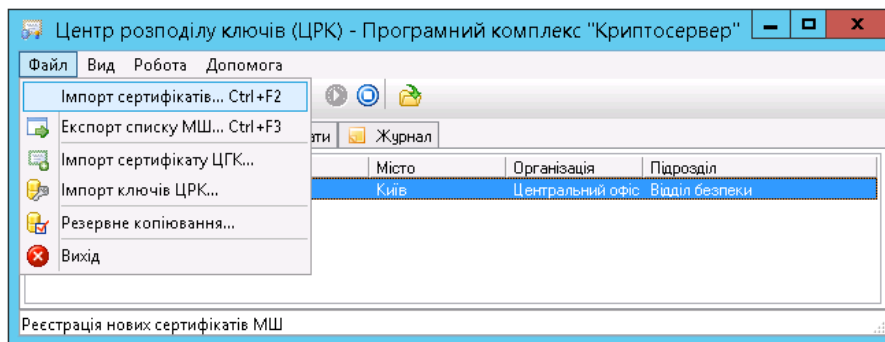 Центр розподілу ключів (ЦРК) - Програмний комплекс "Криптосервер"
Файл Вид Робота Допомога
Імпорт сертифікатів... Ctrl+F2
Експорт списку МШ... Ctrl+F3
Журнал
Імпорт сертифікату ЦГК...
Місто Організація Підрозділ
Імпорт ключів ЦРК...
Київ Центральний офіс Відділ безпеки
Резервне копіювання...
Вихід
Реєстрація нових сертифікатів МШ